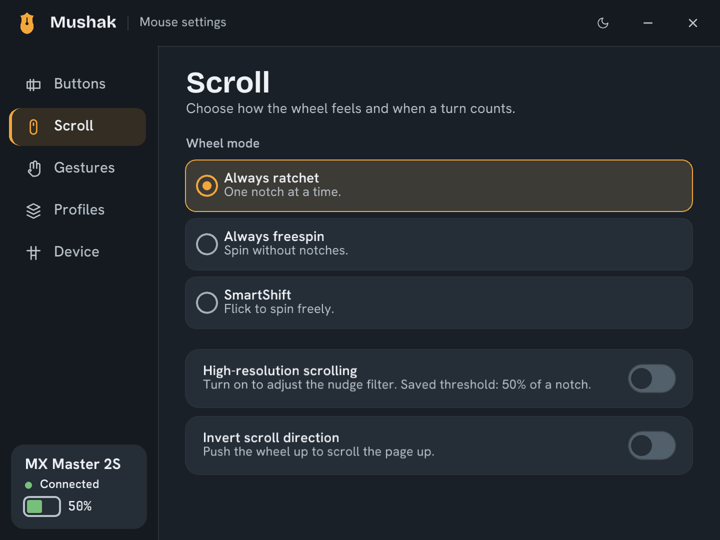 Mushak
Mouse settings
Buttons
Scroll
Gestures
Profiles
Device
MX Master 2S
Connected
50%
Scroll
Choose how the wheel feels and when a turn counts.
Wheel mode
Always ratchet
One notch at a time.
Always freespin
Spin without notches.
SmartShift
Flick to spin freely.
High-resolution scrolling
Turn on to adjust the nudge filter. Saved threshold: 50% of a notch.
Invert scroll direction
Push the wheel up to scroll the page up.